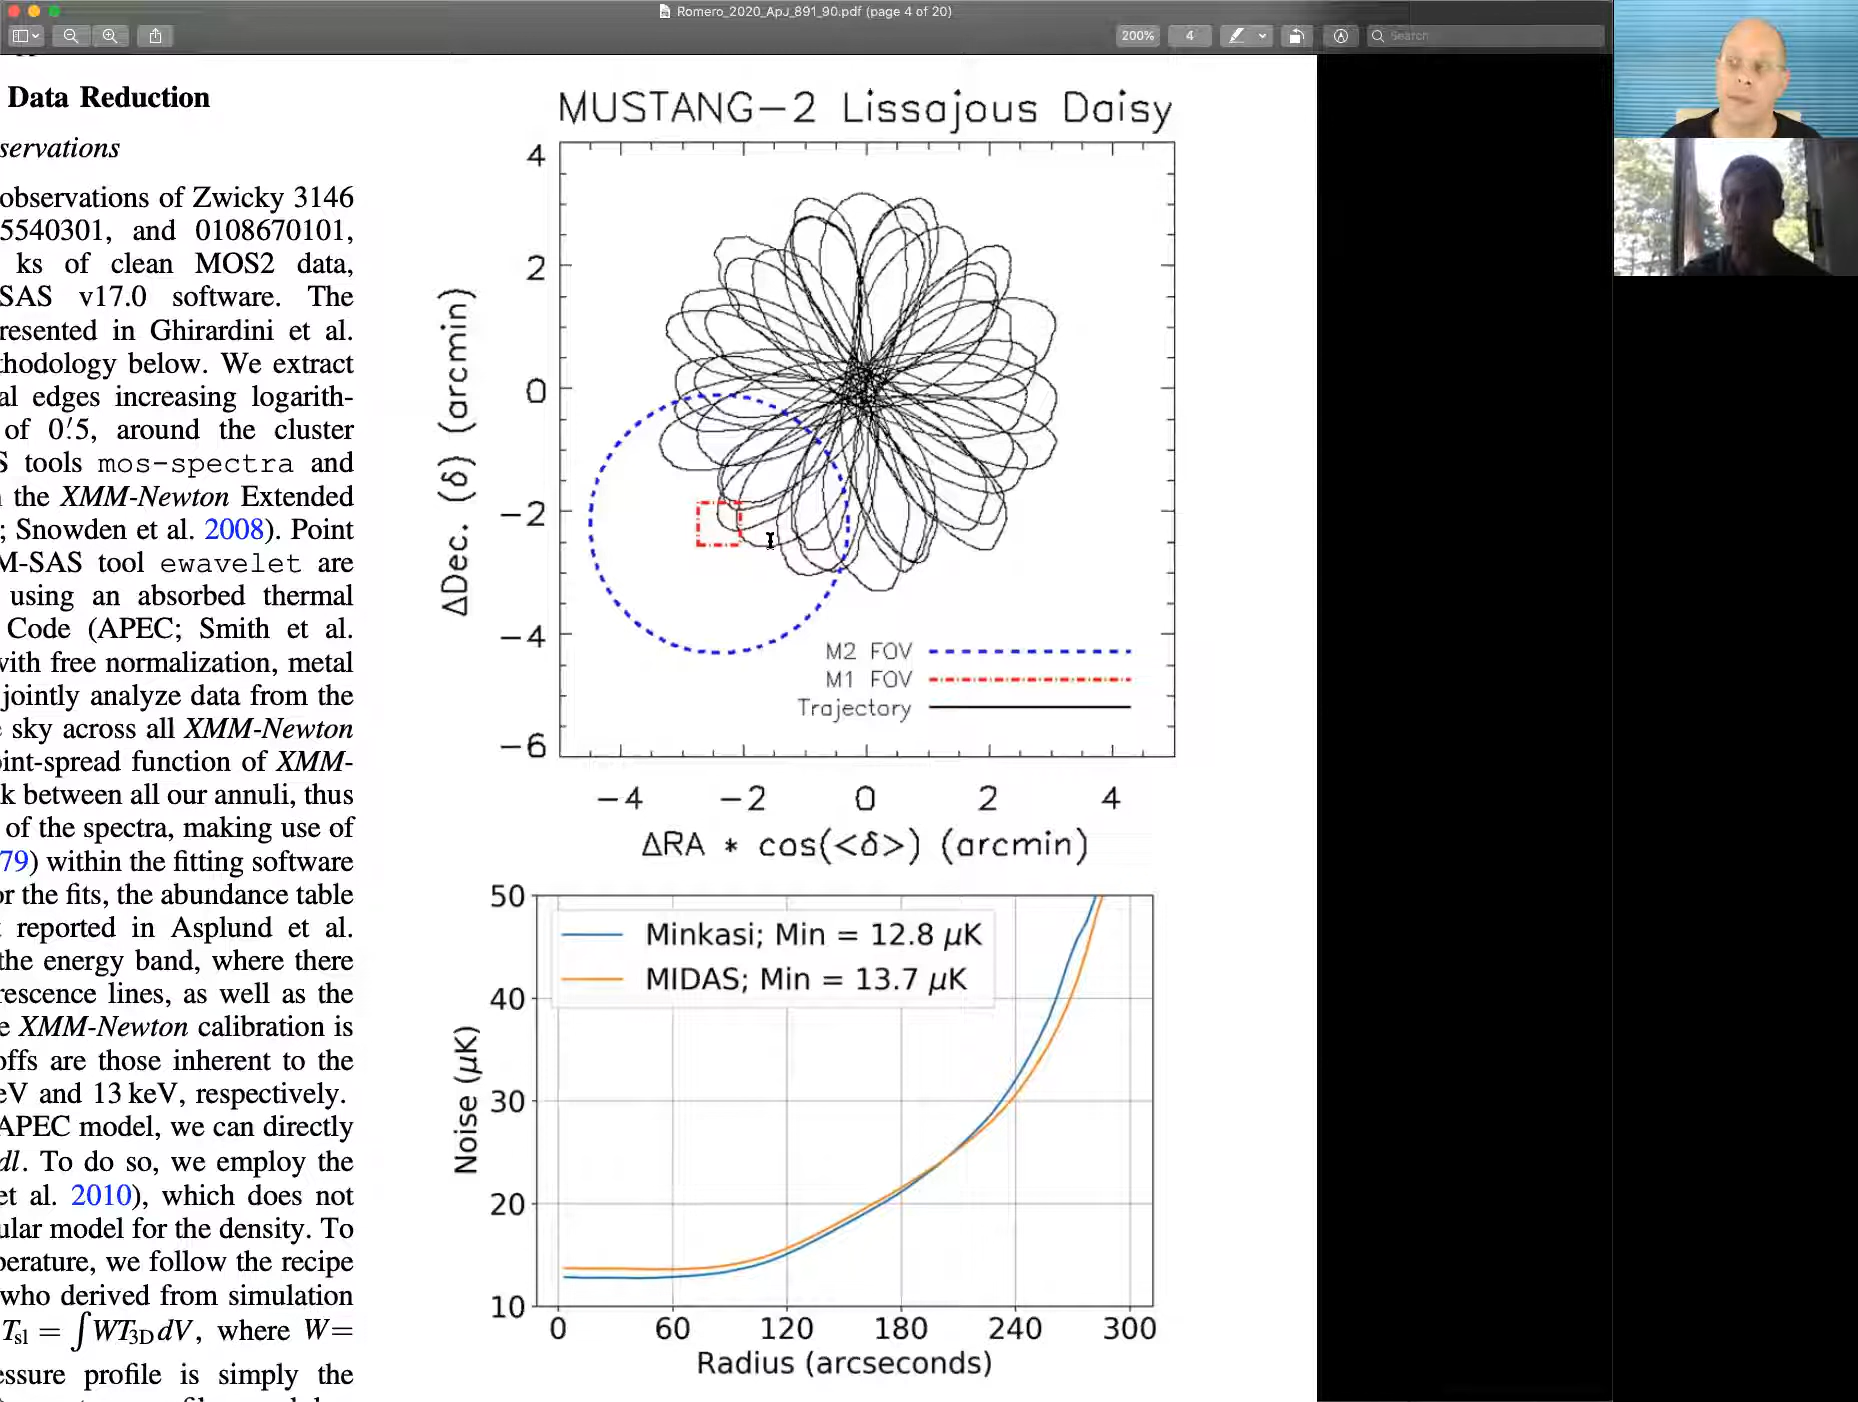 Romero_2020_ApJ_891_90.pdf (page 4 of 20)
200%
4
Search
Data Reduction
servations
observations of Zwicky 3146
5540301, and 0108670101,
ks of clean MOS2 data,
SAS v17.0 software. The
resented in Ghirardini et al.
thodology below. We extract
al edges increasing logarith-
of 0′.5, around the cluster
S tools mos-spectra and
the XMM-Newton Extended
; Snowden et al. 2008). Point
M-SAS tool ewavelet are
using an absorbed thermal
Code (APEC; Smith et al.
with free normalization, metal
jointly analyze data from the
e sky across all XMM-Newton
oint-spread function of XMM-
k between all our annuli, thus
of the spectra, making use of
79) within the fitting software
or the fits, the abundance table
t reported in Asplund et al.
the energy band, where there
rescence lines, as well as the
e XMM-Newton calibration is
offs are those inherent to the
eV and 13 keV, respectively.
APEC model, we can directly
dl. To do so, we employ the
et al. 2010), which does not
ular model for the density. To
perature, we follow the recipe
who derived from simulation
Tsl = ∫WT3D dV, where W=
essure profile is simply the
MUSTANG-2 Lissajous Daisy
4
2
0
-2
-4
-6
ΔDec. (δ) (arcmin)
M2 FOV
M1 FOV
Trajectory
-4 -2 0 2 4
ΔRA * cos(<δ>) (arcmin)
50
40
30
20
10
Noise (μK)
Minkasi; Min = 12.8 μK
MIDAS; Min = 13.7 μK
0 60 120 180 240 300
Radius (arcseconds)